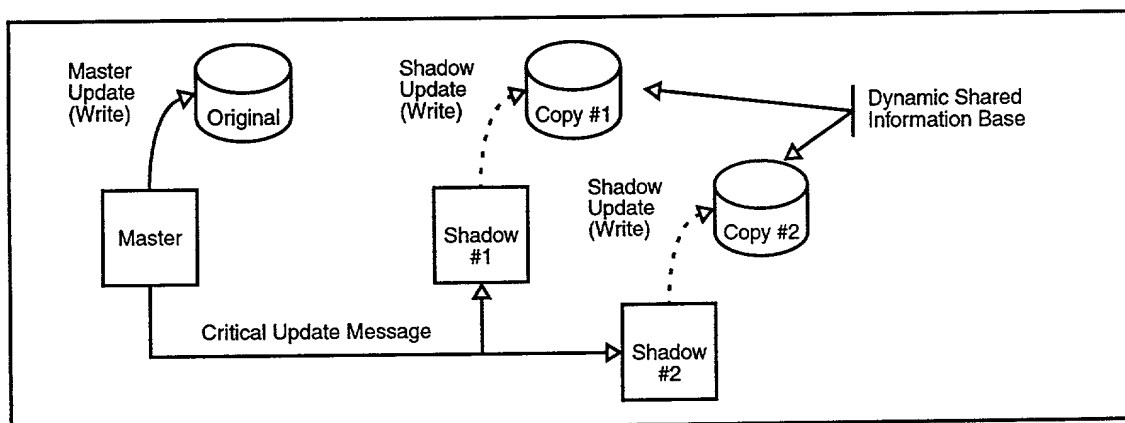 Master
Update
(Write)
Original
Shadow
Update
(Write)
Copy #1
Dynamic Shared
Information Base
Shadow
Update
(Write)
Copy #2
Master
Shadow
#1
Critical Update Message
Shadow
#2